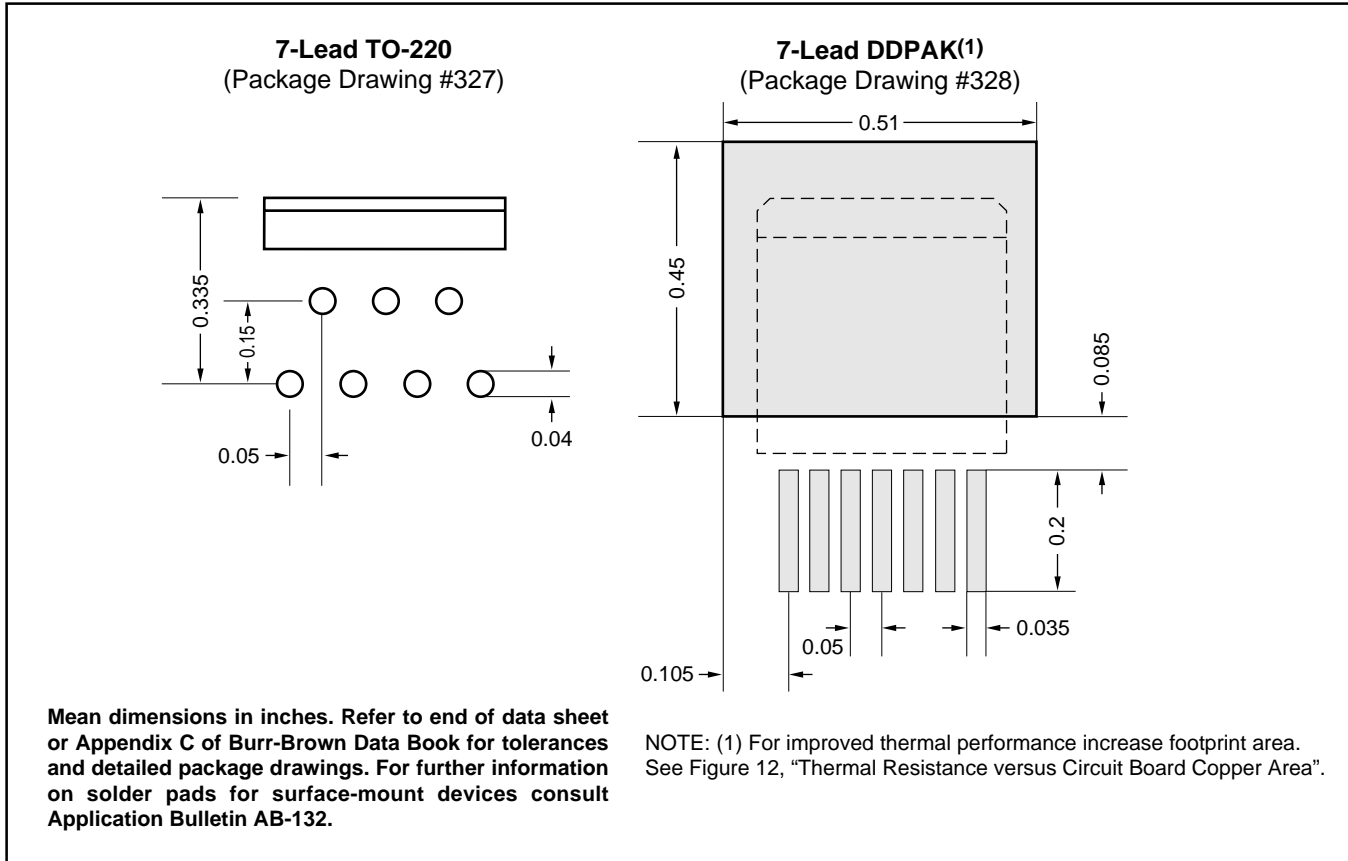 7-Lead TO-220
(Package Drawing #327)
0.335
0.15
0.05
0.04
7-Lead DDPAK(1)
(Package Drawing #328)
0.51
0.45
0.085
0.2
0.05
0.035
0.105
Mean dimensions in inches. Refer to end of data sheet
or Appendix C of Burr-Brown Data Book for tolerances
and detailed package drawings. For further information
on solder pads for surface-mount devices consult
Application Bulletin AB-132.
NOTE: (1) For improved thermal performance increase footprint area.
See Figure 12, “Thermal Resistance versus Circuit Board Copper Area”.